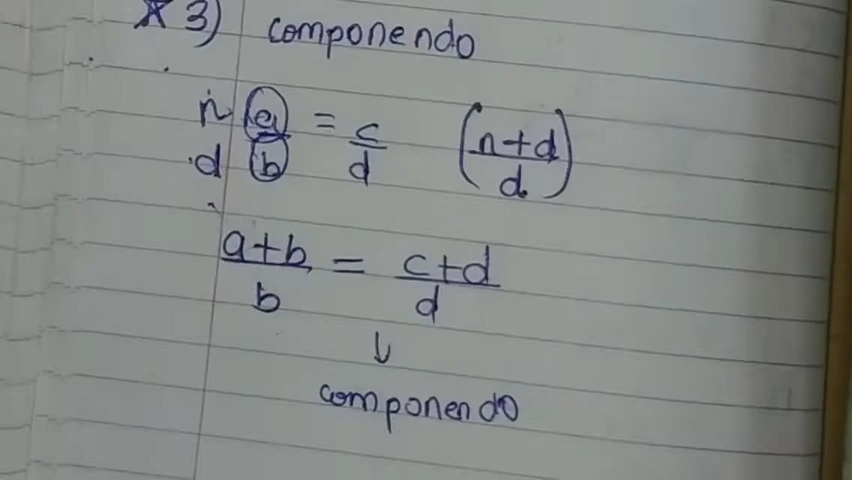 * 3) componendo
n a/b = c/d (n+d/d)
d
a+b/b = c+d/d
↓
componendo